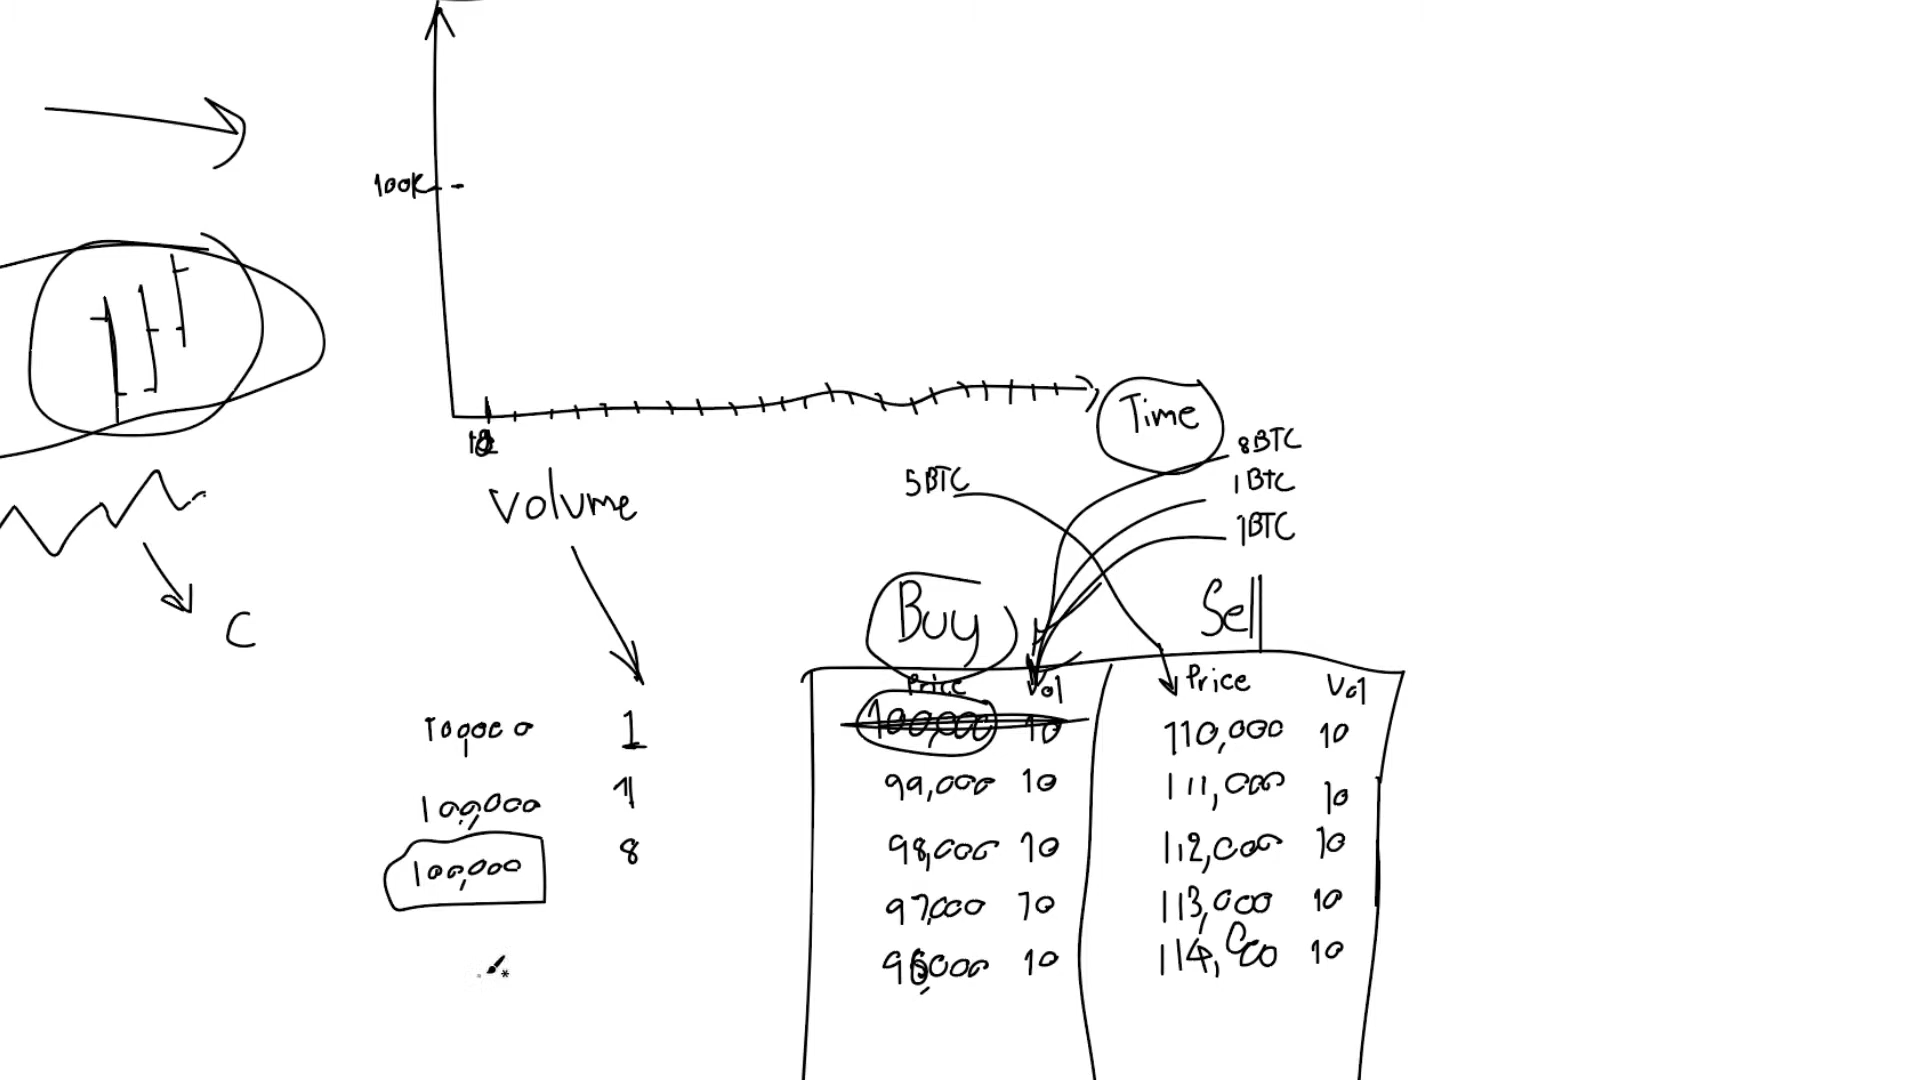 100K
Time
8BTC
1BTC
1BTC
5BTC
Volume
C
Buy
Sell
Price Vol Price Vol
100,000 1 100,000 10 110,000 10
100,000 1 99,000 10 111,000 10
100,000 8 98,000 10 112,000 10
97,000 10 113,000 10
96,000 10 114,000 10